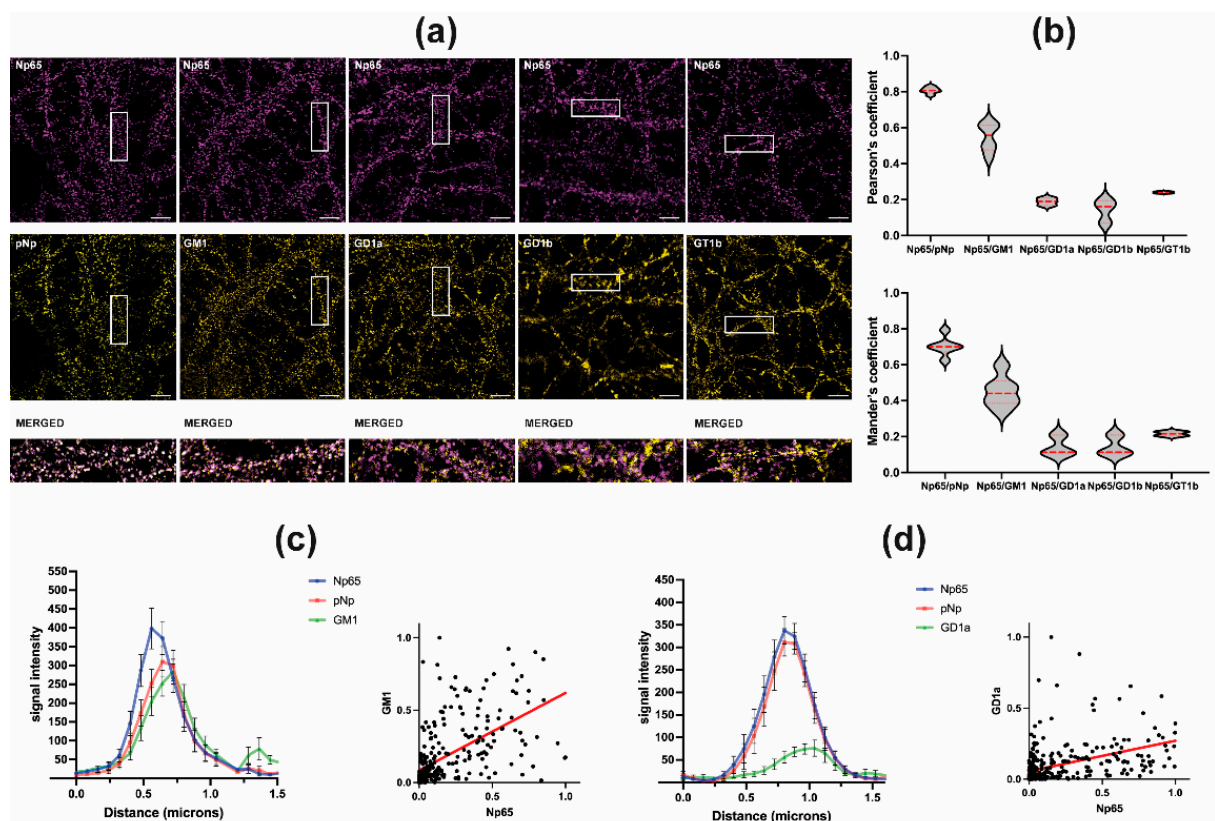 (a)
Np65 Np65 Np65 Np65 Np65
pNp GM1 GD1a GD1b GT1b
MERGED MERGED MERGED MERGED MERGED
(b)
Pearson's coefficient
1.0
0.8
0.6
0.4
0.2
0.0
Np65/pNp Np65/GM1 Np65/GD1a Np65/GD1b Np65/GT1b
Mander's coefficient
1.0
0.8
0.6
0.4
0.2
0.0
Np65/pNp Np65/GM1 Np65/GD1a Np65/GD1b Np65/GT1b
(c)
signal intensity
550
500
450
400
350
300
250
200
150
100
50
0.0 0.5 1.0 1.5
Distance (microns)
Np65
pNp
GM1
GM1
1.0
0.5
0.0
0.0 0.5 1.0
Np65
(d)
signal intensity
450
400
350
300
250
200
150
100
50
0.0 0.5 1.0 1.5
Distance (microns)
Np65
pNp
GD1a
GD1a
1.0
0.5
0.0
0.0 0.5 1.0
Np65